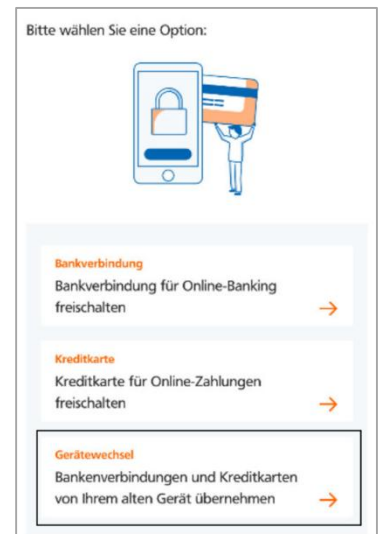 Bitte wählen Sie eine Option:
Bankverbindung
Bankverbindung für Online-Banking
freischalten
Kreditkarte
Kreditkarte für Online-Zahlungen
freischalten
Gerätewechsel
Bankenverbindungen und Kreditkarten
von Ihrem alten Gerät übernehmen